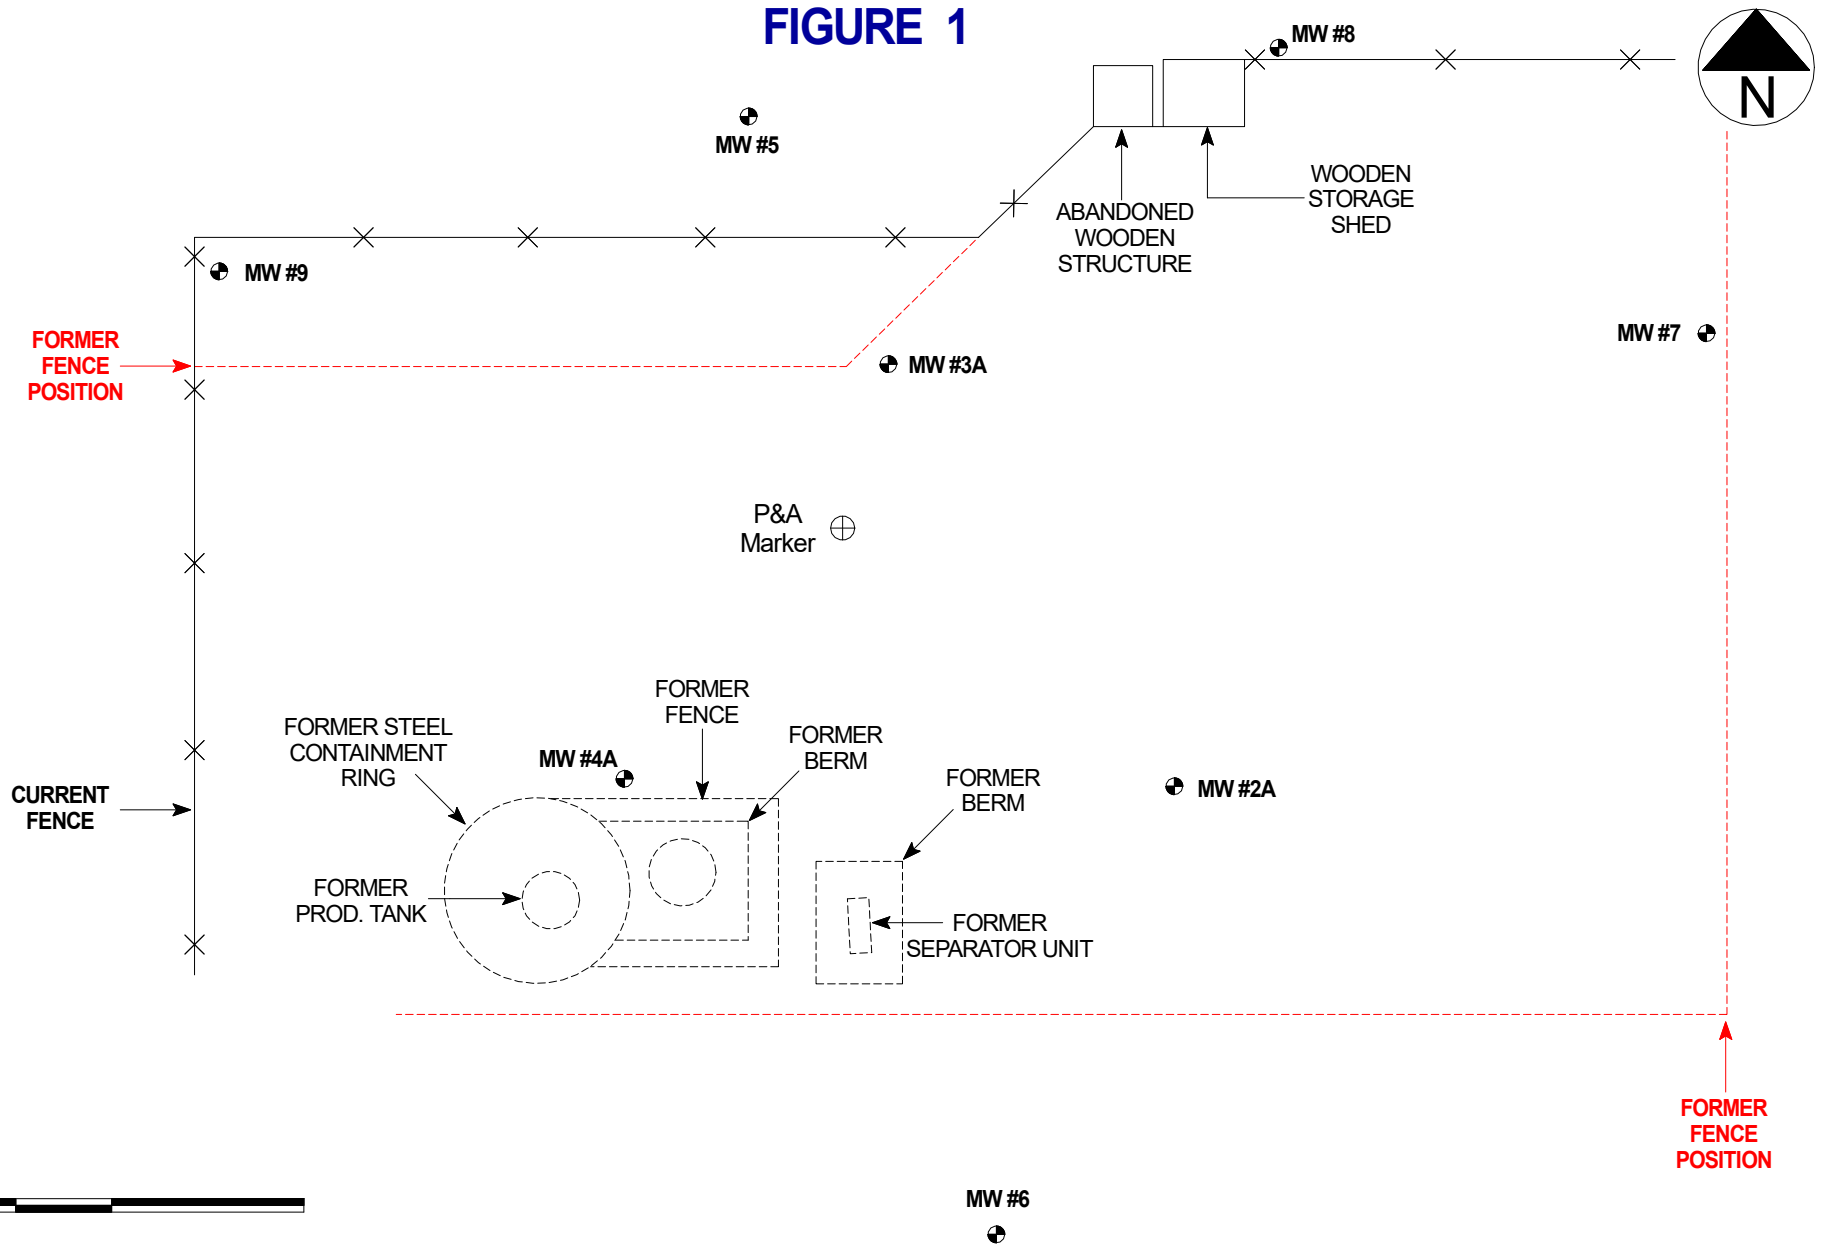 FIGURE 1
MW #8
N
MW #5
WOODEN
STORAGE
SHED
ABANDONED
WOODEN
STRUCTURE
MW #9
FORMER
FENCE
POSITION
MW #3A
MW #7
P&A
Marker
FORMER
FENCE
FORMER STEEL
CONTAINMENT
RING
MW #4A
FORMER
BERM
FORMER
BERM
MW #2A
CURRENT
FENCE
FORMER
PROD. TANK
FORMER
SEPARATOR UNIT
FORMER
FENCE
POSITION
MW #6